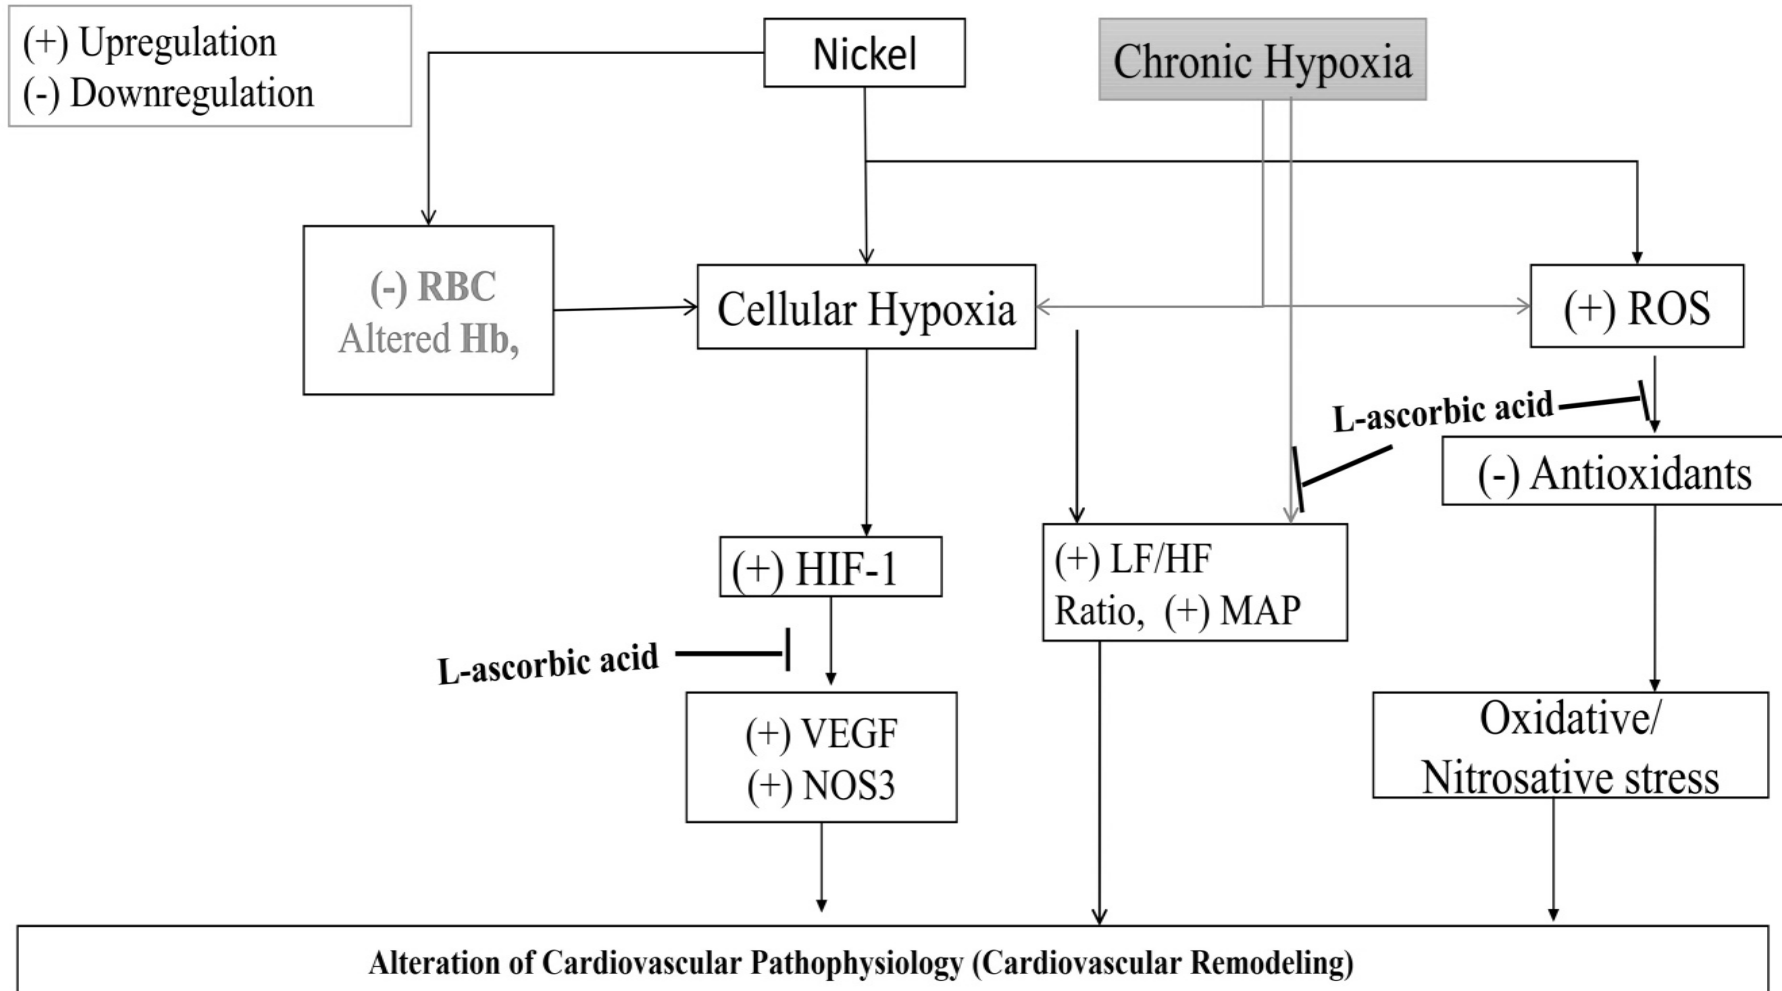 (+) Upregulation
(-) Downregulation
Nickel
Chronic Hypoxia
(-) RBC
Altered Hb,
Cellular Hypoxia
(+) ROS
L-ascorbic acid
(-) Antioxidants
(+) HIF-1
(+) LF/HF
Ratio, (+) MAP
L-ascorbic acid
(+) VEGF
(+) NOS3
Oxidative/
Nitrosative stress
Alteration of Cardiovascular Pathophysiology (Cardiovascular Remodeling)